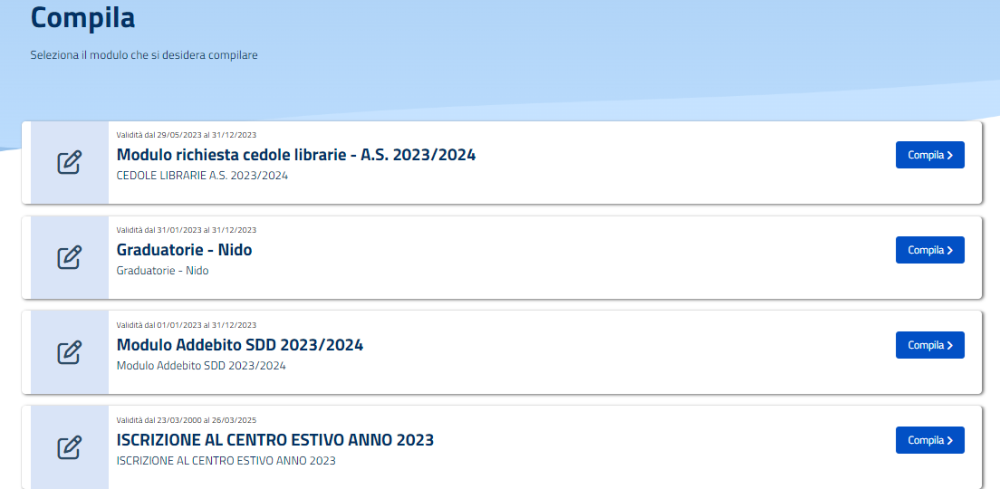 Compila
Seleziona il modulo che si desidera compilare
Validità dal 29/05/2023 al 31/12/2023
Modulo richiesta cedole librarie - A.S. 2023/2024
CEDOLE LIBRARIE A.S. 2023/2024
Compila
Validità dal 31/01/2023 al 31/12/2023
Graduatorie - Nido
Graduatorie - Nido
Compila
Validità dal 01/01/2023 al 31/12/2023
Modulo Addebito SDD 2023/2024
Modulo Addebito SDD 2023/2024
Compila
Validità dal 23/03/2000 al 26/03/2025
ISCRIZIONE AL CENTRO ESTIVO ANNO 2023
ISCRIZIONE AL CENTRO ESTIVO ANNO 2023
Compila